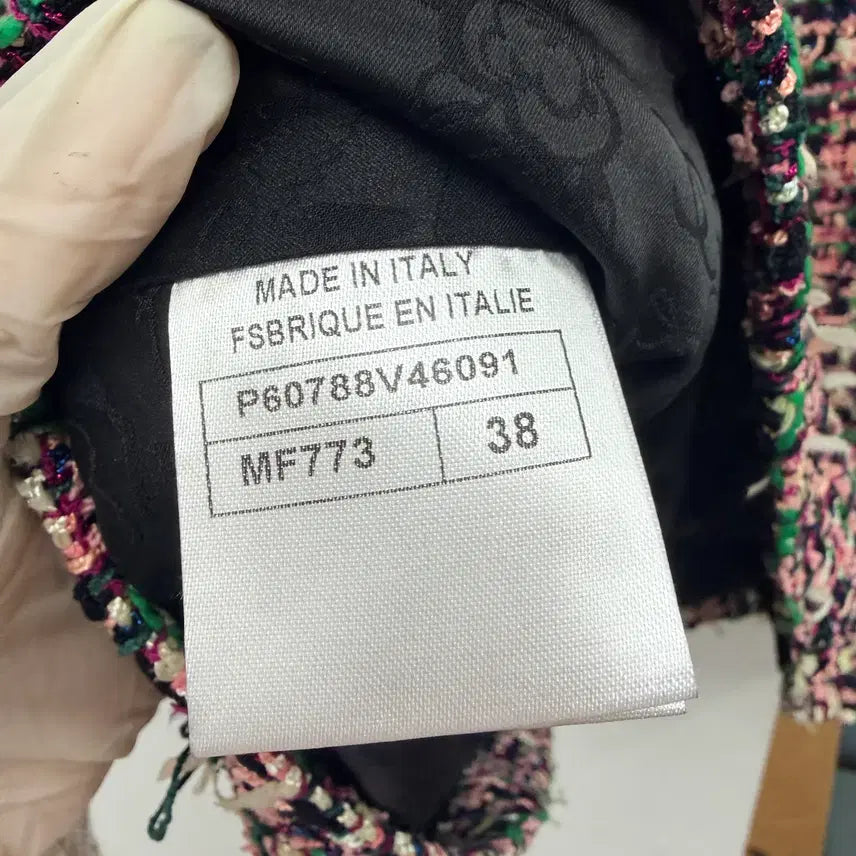 MADE IN ITALY
FSBRIQUE EN ITALIE
P60788V46091
MF773 38